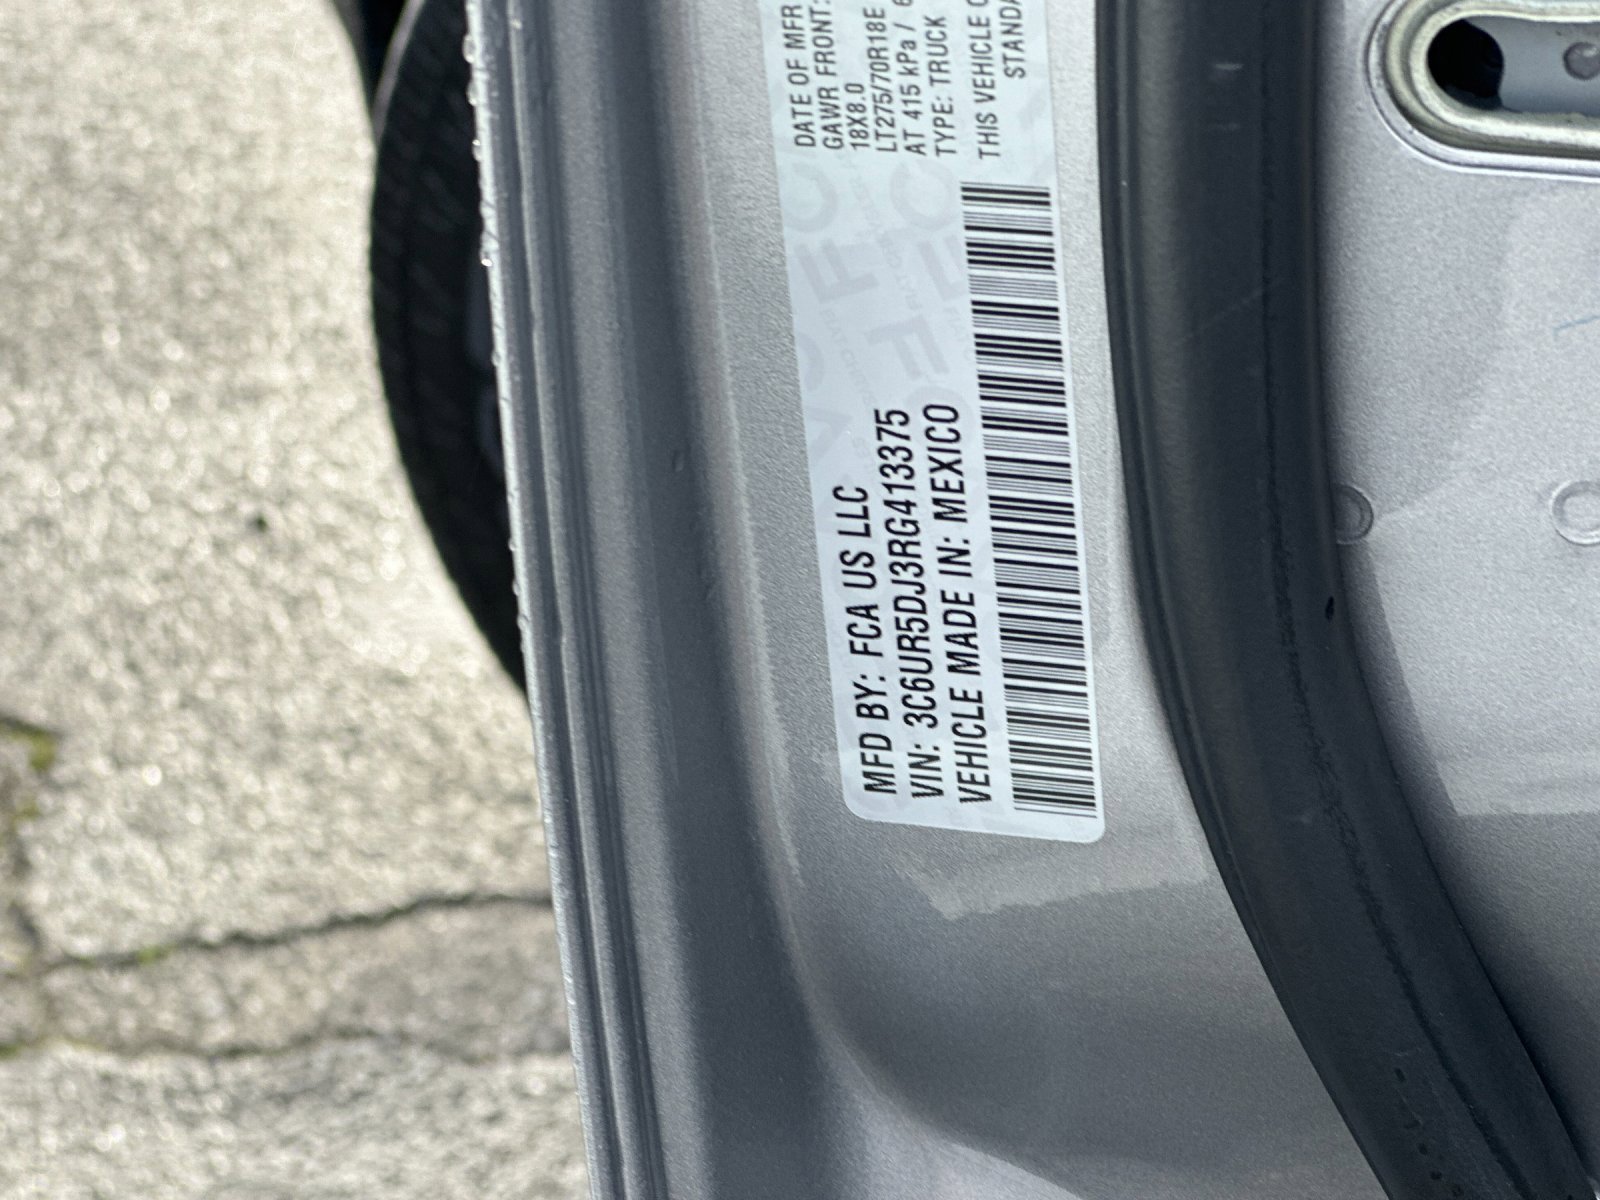 MFD BY: FCA US LLC
VIN: 3C6UR5DJ3RG413375
VEHICLE MADE IN: MEXICO
DATE OF MFR
GAWR FRONT:
18X8.0
LT275/70R18E
AT 415 kPa /
TYPE: TRUCK
THIS VEHICLE